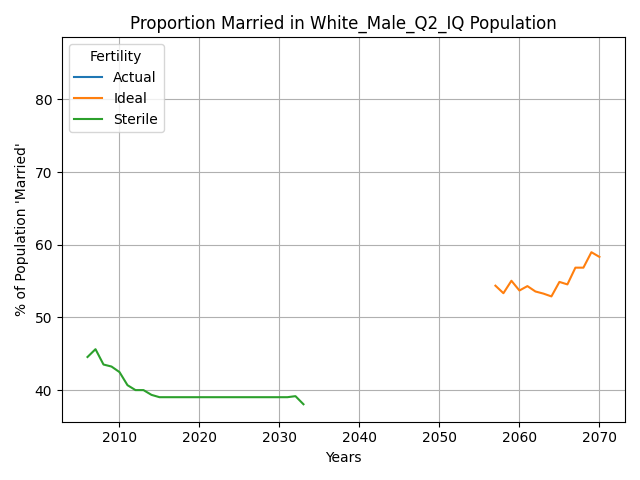 Proportion Married in White_Male_Q2_IQ Population
Fertility
Actual
Ideal
Sterile
% of Population 'Married'
80
70
60
50
40
2010 2020 2030 2040 2050 2060 2070
Years